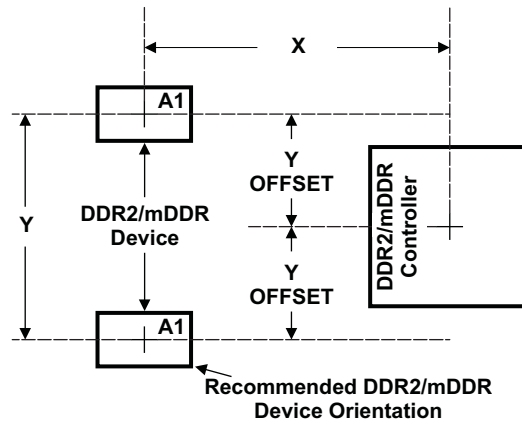 X
A1
Y
OFFSET
Y
DDR2/mDDR
Device
DDR2/mDDR
Controller
Y
OFFSET
A1
Recommended DDR2/mDDR
Device Orientation